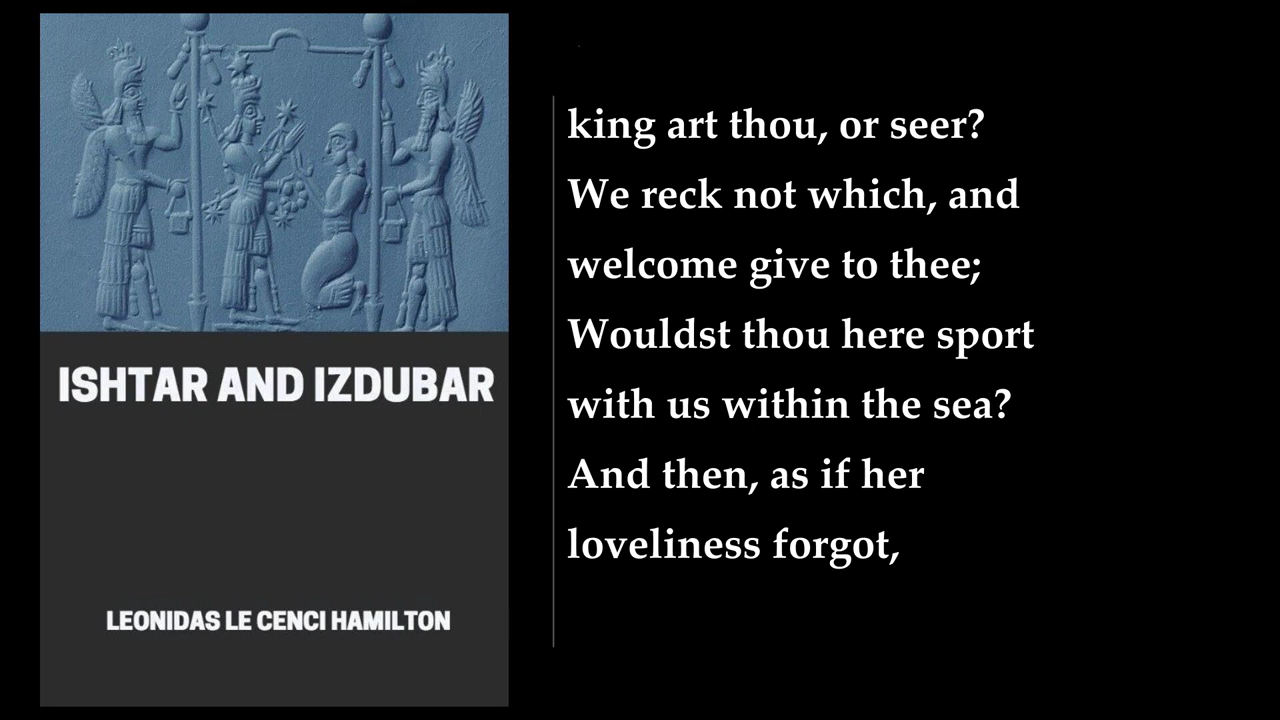 ISHTAR AND IZDUBAR
LEONIDAS LE CENCI HAMILTON
king art thou, or seer?
We reck not which, and
welcome give to thee;
Wouldst thou here sport
with us within the sea?
And then, as if her
loveliness forgot,